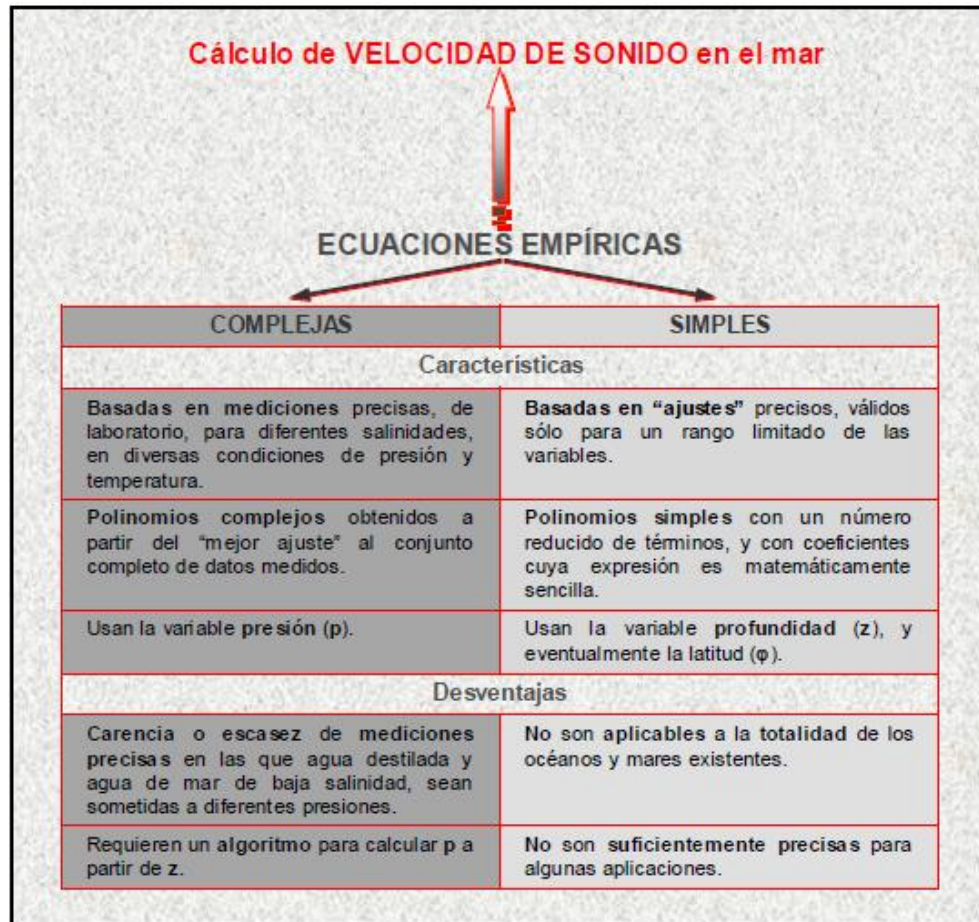 Cálculo de VELOCIDAD DE SONIDO en el mar
ECUACIONES EMPÍRICAS
COMPLEJAS
SIMPLES
Características
Basadas en mediciones precisas, de
laboratorio, para diferentes salinidades,
en diversas condiciones de presión y
temperatura.
Basadas en “ajustes” precisos, válidos
sólo para un rango limitado de las
variables.
Polinomios complejos obtenidos a
partir del “mejor ajuste” al conjunto
completo de datos medidos.
Polinomios simples con un número
reducido de términos, y con coeficientes
cuya expresión es matemáticamente
sencilla.
Usan la variable presión (p).
Usan la variable profundidad (z), y
eventualmente la latitud (φ).
Desventajas
Carencia o escasez de mediciones
precisas en las que agua destilada y
agua de mar de baja salinidad, sean
sometidas a diferentes presiones.
No son aplicables a la totalidad de los
océanos y mares existentes.
Requieren un algoritmo para calcular p a
partir de z.
No son suficientemente precisas para
algunas aplicaciones.